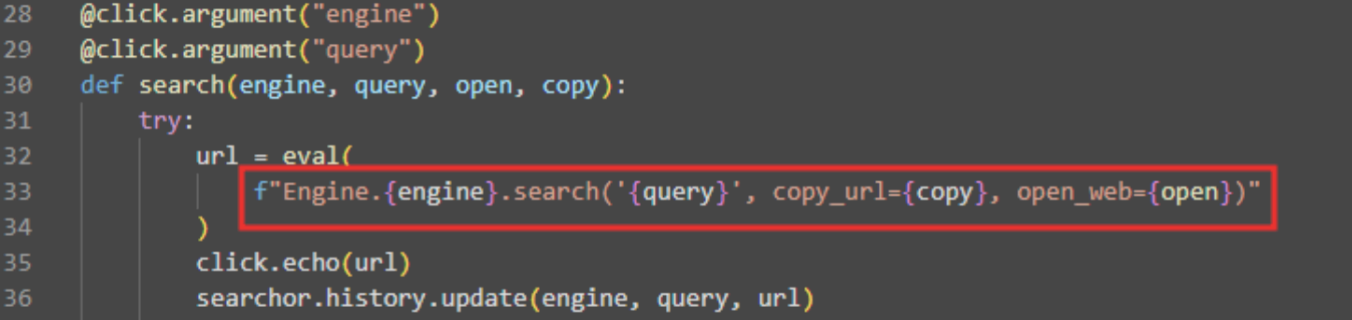 28 @click.argument("engine")
29 @click.argument("query")
30 def search(engine, query, open, copy):
31 try:
32 url = eval(
33 f"Engine.{engine}.search('{query}', copy_url={copy}, open_web={open})"
34 )
35 click.echo(url)
36 searchor.history.update(engine, query, url)